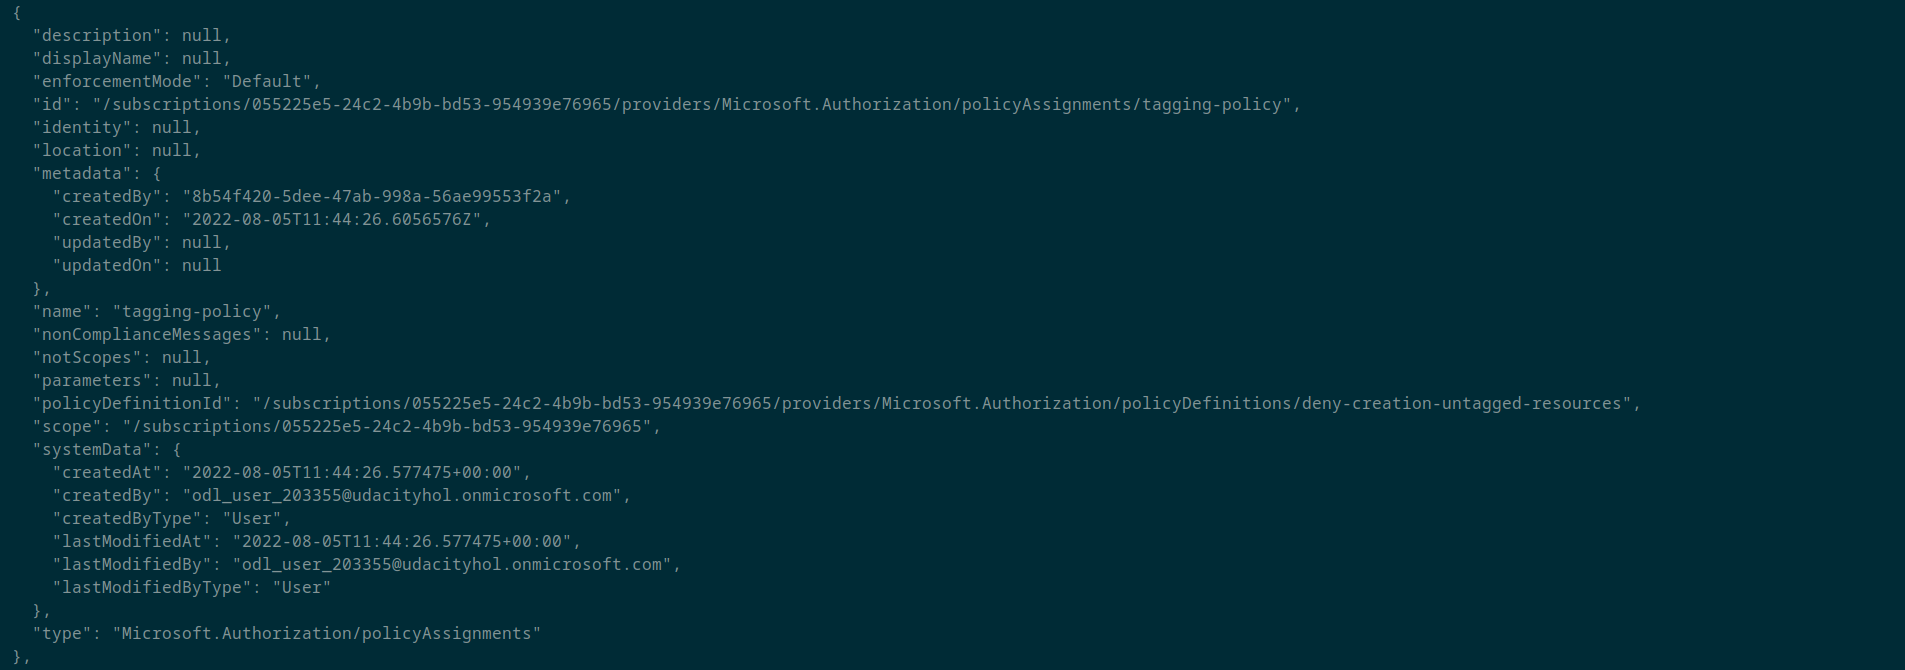 {
  "description": null,
  "displayName": null,
  "enforcementMode": "Default",
  "id": "/subscriptions/055225e5-24c2-4b9b-bd53-954939e76965/providers/Microsoft.Authorization/policyAssignments/tagging-policy",
  "identity": null,
  "location": null,
  "metadata": {
    "createdBy": "8b54f420-5dee-47ab-998a-56ae99553f2a",
    "createdOn": "2022-08-05T11:44:26.6056576Z",
    "updatedBy": null,
    "updatedOn": null
  },
  "name": "tagging-policy",
  "nonComplianceMessages": null,
  "notScopes": null,
  "parameters": null,
  "policyDefinitionId": "/subscriptions/055225e5-24c2-4b9b-bd53-954939e76965/providers/Microsoft.Authorization/policyDefinitions/deny-creation-untagged-resources",
  "scope": "/subscriptions/055225e5-24c2-4b9b-bd53-954939e76965",
  "systemData": {
    "createdAt": "2022-08-05T11:44:26.577475+00:00",
    "createdBy": "odl_user_203355@udacityhol.onmicrosoft.com",
    "createdByType": "User",
    "lastModifiedAt": "2022-08-05T11:44:26.577475+00:00",
    "lastModifiedBy": "odl_user_203355@udacityhol.onmicrosoft.com",
    "lastModifiedByType": "User"
  },
  "type": "Microsoft.Authorization/policyAssignments"
},